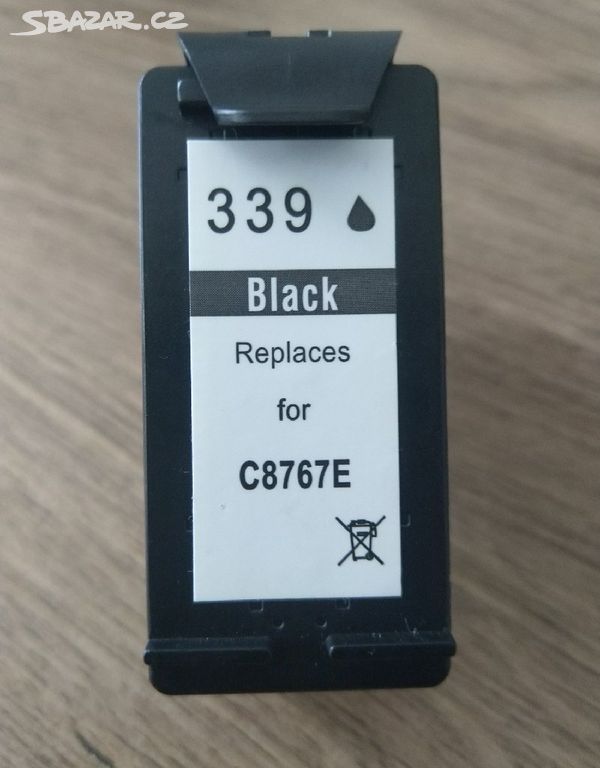 SBAZAR.CZ
339
Black
Replaces
for
C8767E